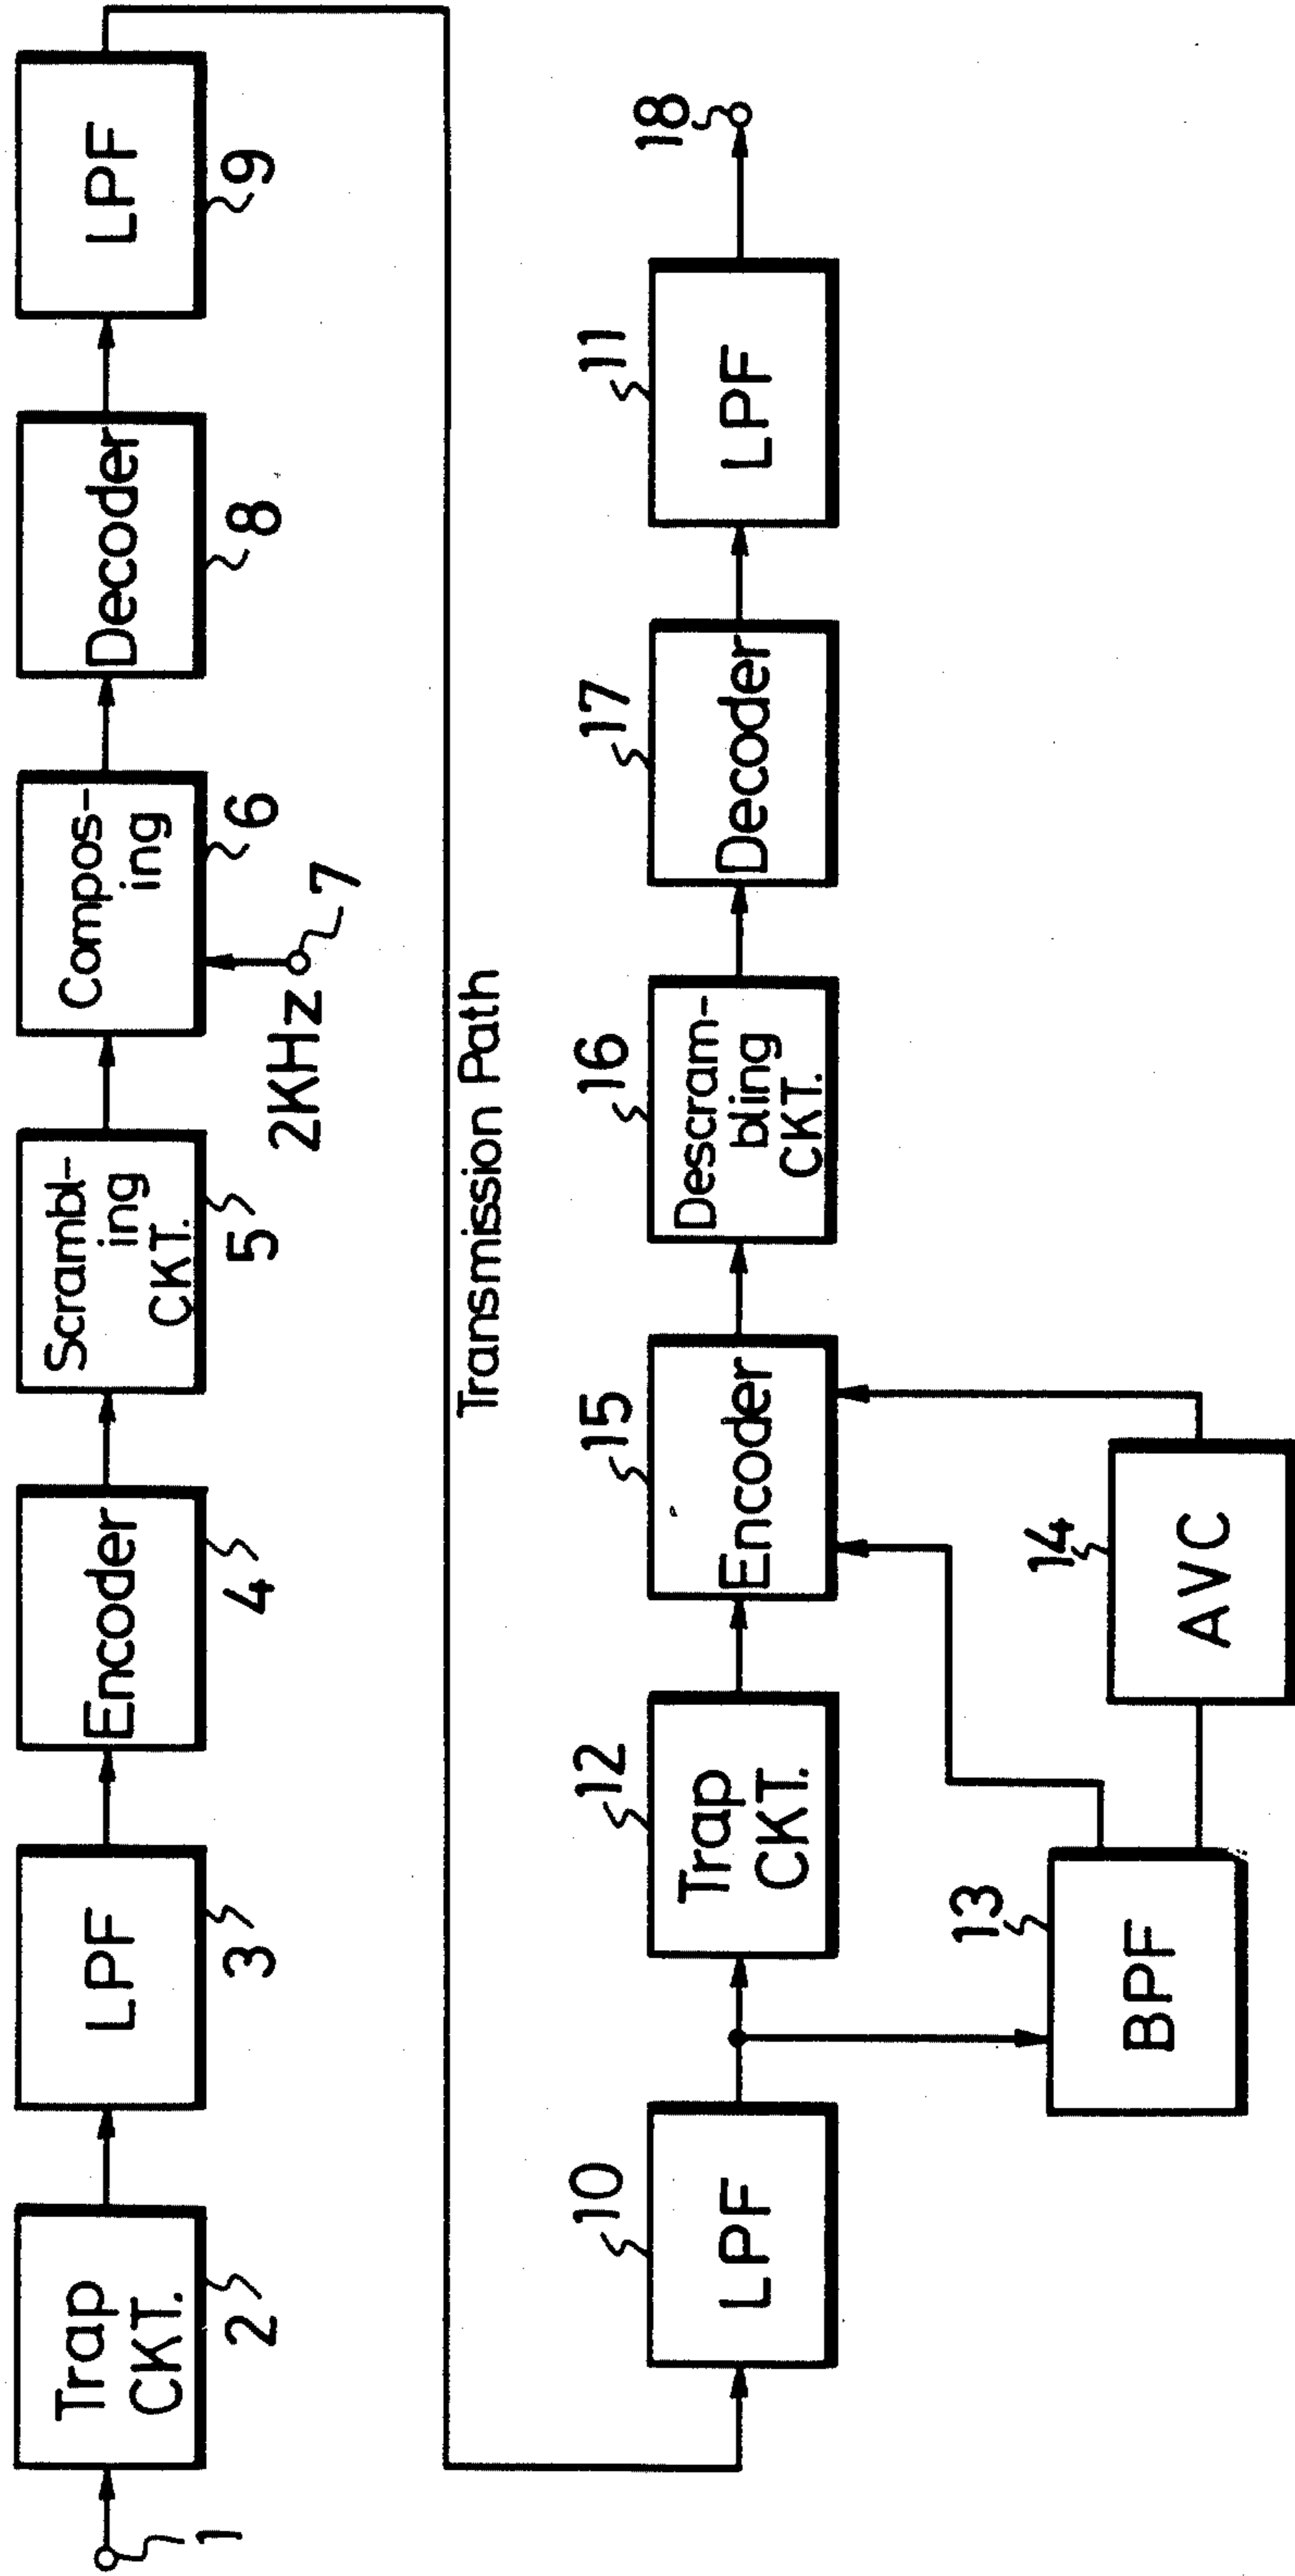 1
Trap
CKT.
2
LPF
3
Encoder
4
Scrambl-
ing
CKT.
5
Compos-
ing
6
2KHz
7
Decoder
8
LPF
9
Transmission Path
10
LPF
12
Trap
CKT.
13
BPF
14
AVC
15
Encoder
16
Descram-
bling
CKT.
17
Decoder
11
LPF
18